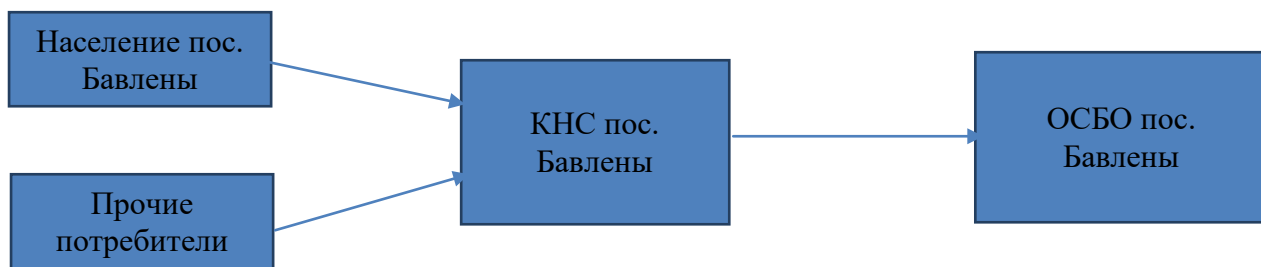 Население пос.
Бавлены
Прочие
потребители
КНС пос.
Бавлены
ОСБО пос.
Бавлены